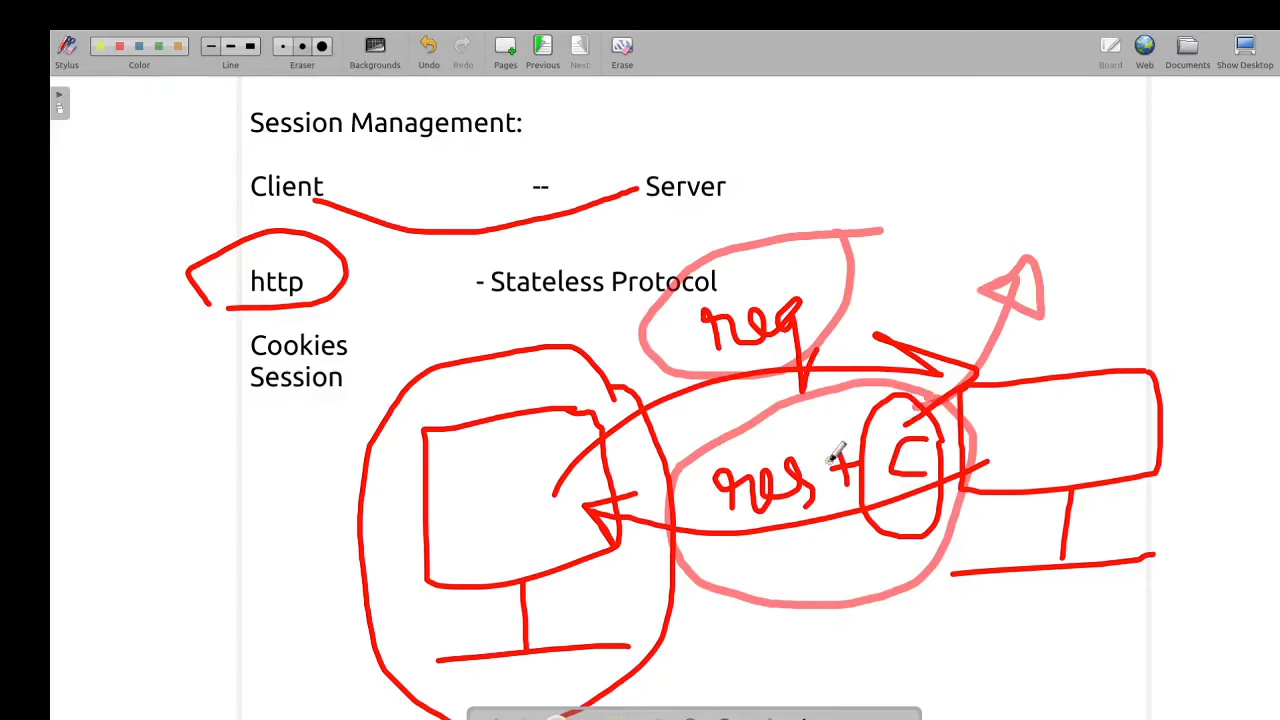 Stylus Color Line Eraser Backgrounds Undo Redo Pages Previous Next Erase Board Web Documents Show Desktop
Session Management:
Client -- Server
http - Stateless Protocol
req
Cookies
Session
res + C